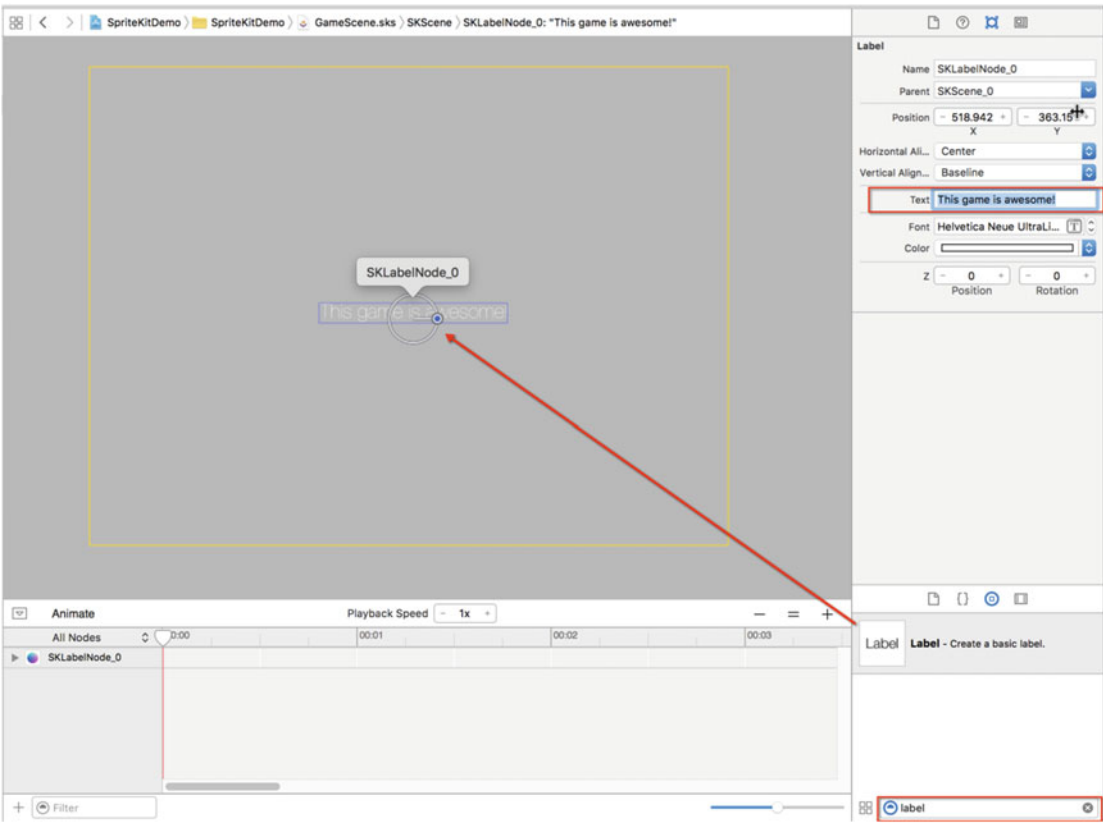 SpriteKitDemo SpriteKitDemo GameScene.sks SKScene SKLabelNode_0: "This game is awesome!"
SKLabelNode_0
This game is awesome
Animate
Playback Speed - 1x +
All Nodes 0:00 00:01 00:02 00:03
SKLabelNode_0
Filter
Label
Name SKLabelNode_0
Parent SKScene_0
Position - 518.942 + - 363.15
X Y
Horizontal Ali... Center
Vertical Align... Baseline
Text This game is awesome!
Font Helvetica Neue UltraLi... T
Color
Z - 0 + - 0 +
Position Rotation
{}
Label Label - Create a basic label.
label